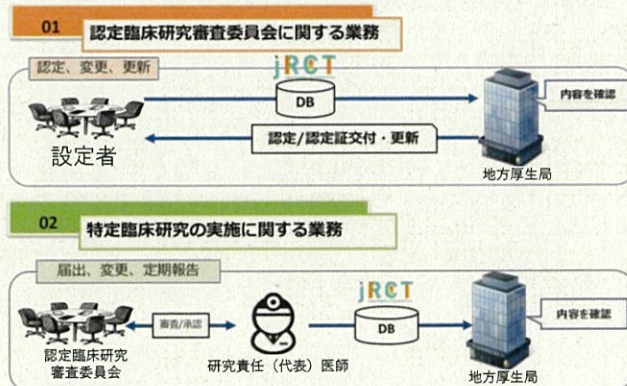 01 認定臨床研究審査委員会に関する業務
認定、変更、更新
jRCT
DB
内容を確認
認定/認定証交付・更新
設定者
地方厚生局
02 特定臨床研究の実施に関する業務
届出、変更、定期報告
jRCT
DB
内容を確認
審査/承認
認定臨床研究
審査委員会
研究責任（代表）医師
地方厚生局